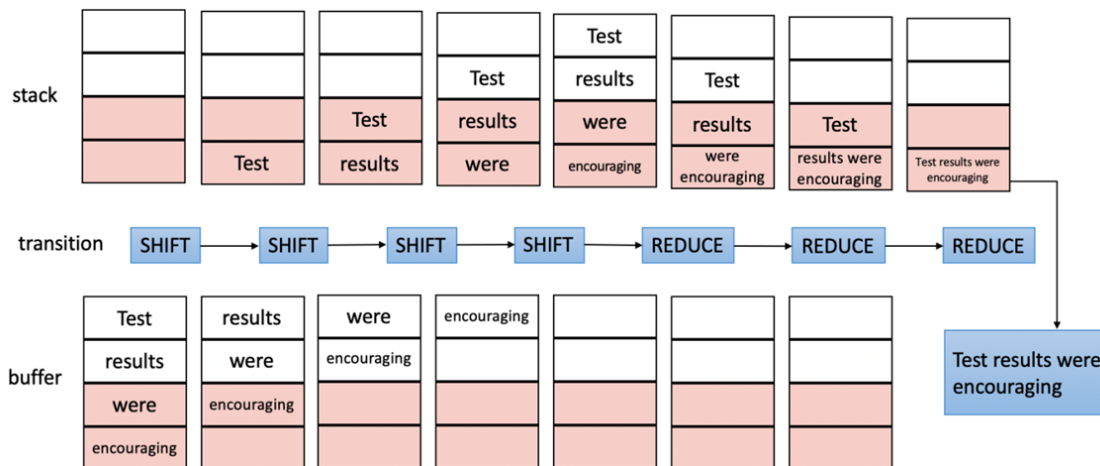 Test
Test results Test
stack
Test results were results Test
Test results were encouraging were encouraging results were encouraging Test results were encouraging
transition SHIFT SHIFT SHIFT SHIFT REDUCE REDUCE REDUCE
Test results were encouraging
results were encouraging
buffer
were encouraging
encouraging
Test results were
encouraging